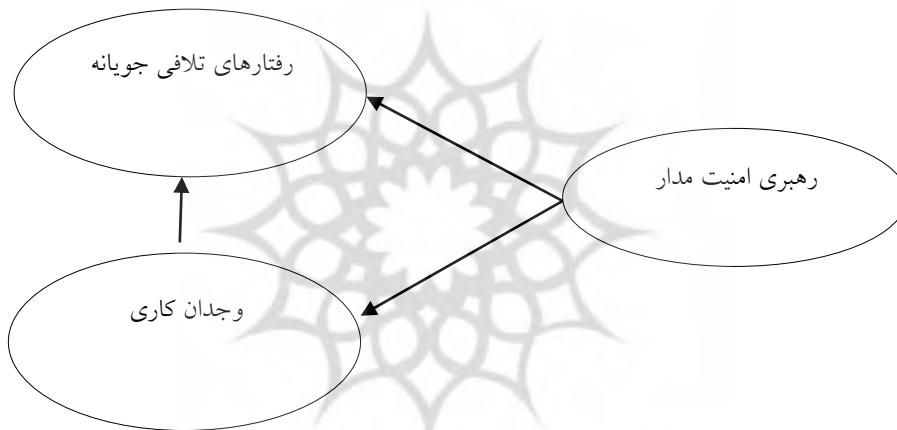 رفتارهای تلافی جویانه
رهبری امنیت مدار
وجدان کاری